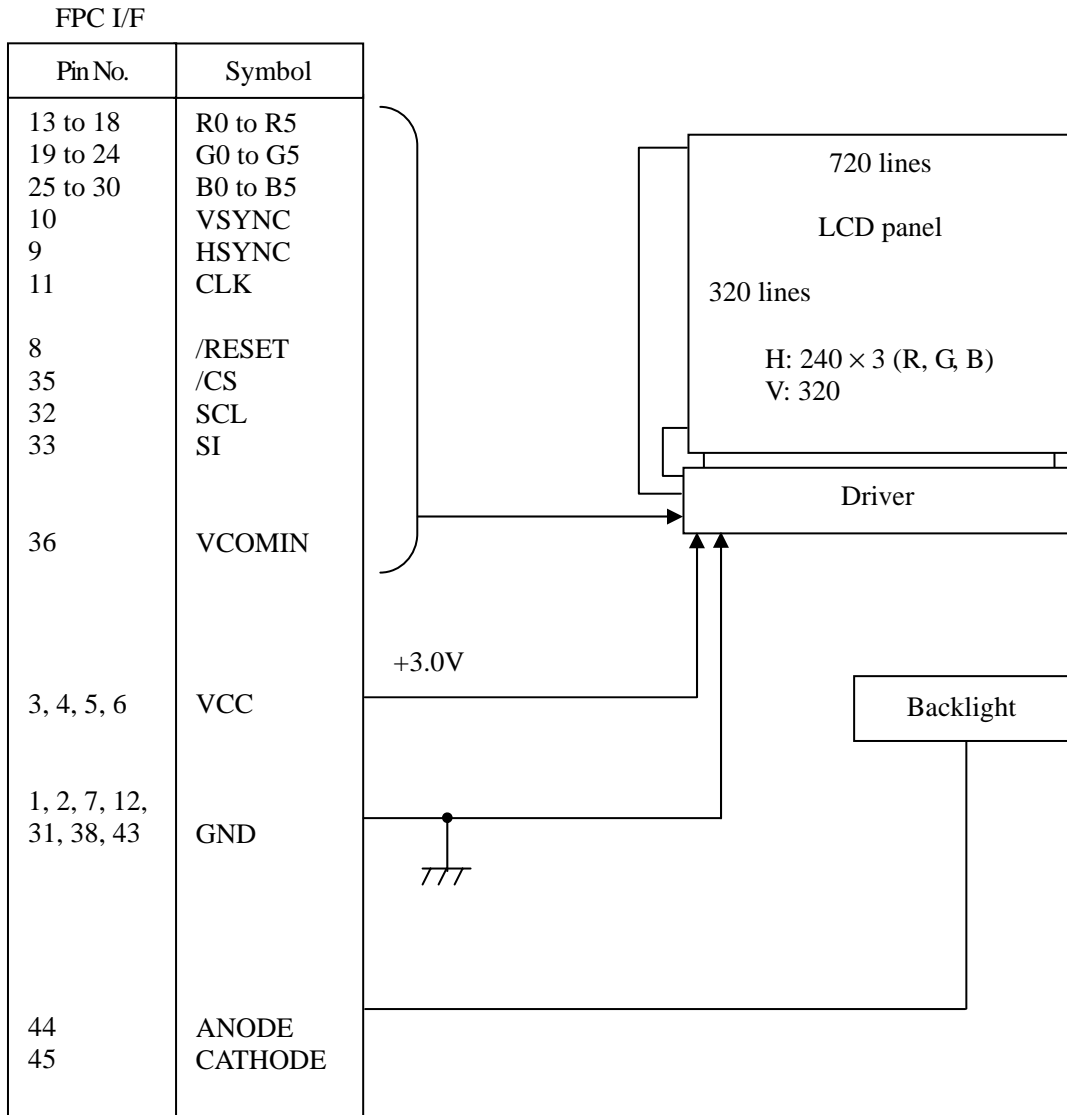 FPC I/F
Pin No. Symbol
13 to 18 R0 to R5
19 to 24 G0 to G5
25 to 30 B0 to B5
10 VSYNC
9 HSYNC
11 CLK
8 /RESET
35 /CS
32 SCL
33 SI
36 VCOMIN
3, 4, 5, 6 VCC
1, 2, 7, 12,
31, 38, 43 GND
44 ANODE
45 CATHODE
+3.0V
720 lines
LCD panel
320 lines
H: 240 × 3 (R, G, B)
V: 320
Driver
Backlight